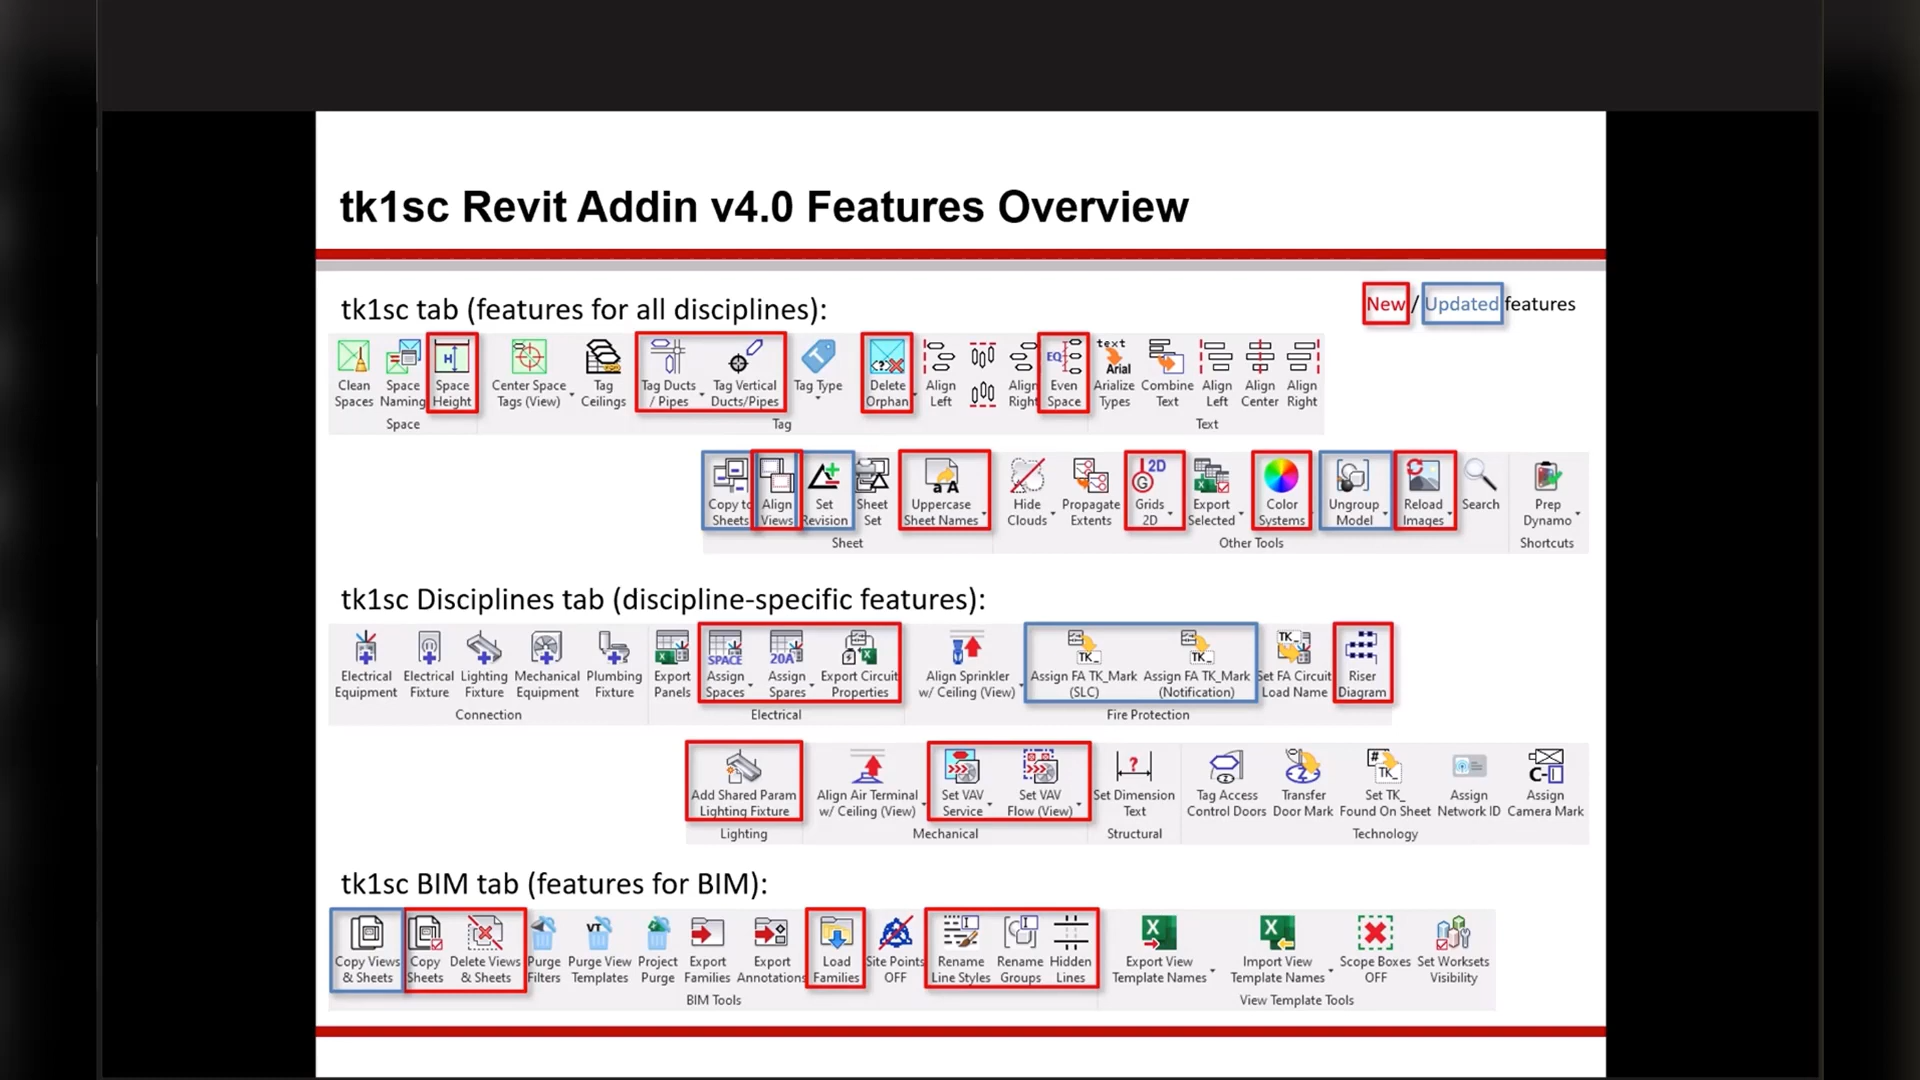 tk1sc Revit Addin v4.0 Features Overview
tk1sc tab (features for all disciplines):
New / Updated features
Clean Spaces
Space Naming
Space Height
Center Space Tags (View)
Tag Ceilings
Tag Ducts / Pipes
Tag Vertical Ducts/Pipes
Tag Type
Delete Orphan
Align Left
Align Right
EQ
Even Space
text Arial
Arialize Types
Combine Text
Align Left
Align Center
Align Right
Space
Tag
Text
Copy to Sheets
Align Views
Set Revision
Sheet Set
aA
Uppercase Sheet Names
Hide Clouds
Propagate Extents
2D
G
Grids 2D
Export Selected
Color Systems
Ungroup Model
Reload Images
Search
Prep Dynamo
Sheet
Other Tools
Shortcuts
tk1sc Disciplines tab (discipline-specific features):
Electrical Equipment
Electrical Fixture
Lighting Fixture
Mechanical Equipment
Plumbing Fixture
Export Panels
SPACE
Assign Spaces
20A
Assign Spares
Export Circuit Properties
Align Sprinkler w/ Ceiling (View)
TK_
Assign FA TK_Mark (SLC)
TK_
Assign FA TK_Mark (Notification)
TK_
Set FA Circuit Load Name
Riser Diagram
Connection
Electrical
Fire Protection
Add Shared Param Lighting Fixture
Align Air Terminal w/ Ceiling (View)
Set VAV Service
Set VAV Flow (View)
?
Set Dimension Text
Tag Access Control Doors
Transfer Door Mark
# TK_
Set TK_ Found On Sheet
Assign Network ID
C-
Assign Camera Mark
Lighting
Mechanical
Structural
Technology
tk1sc BIM tab (features for BIM):
Copy Views & Sheets
Copy Sheets
Delete Views & Sheets
Purge Filters
VT
Purge View Templates
Project Purge
Export Families
Export Annotations
Load Families
Site Points OFF
Rename Line Styles
Rename Groups
Hidden Lines
Export View Template Names
Import View Template Names
Scope Boxes OFF
Set Worksets Visibility
BIM Tools
View Template Tools